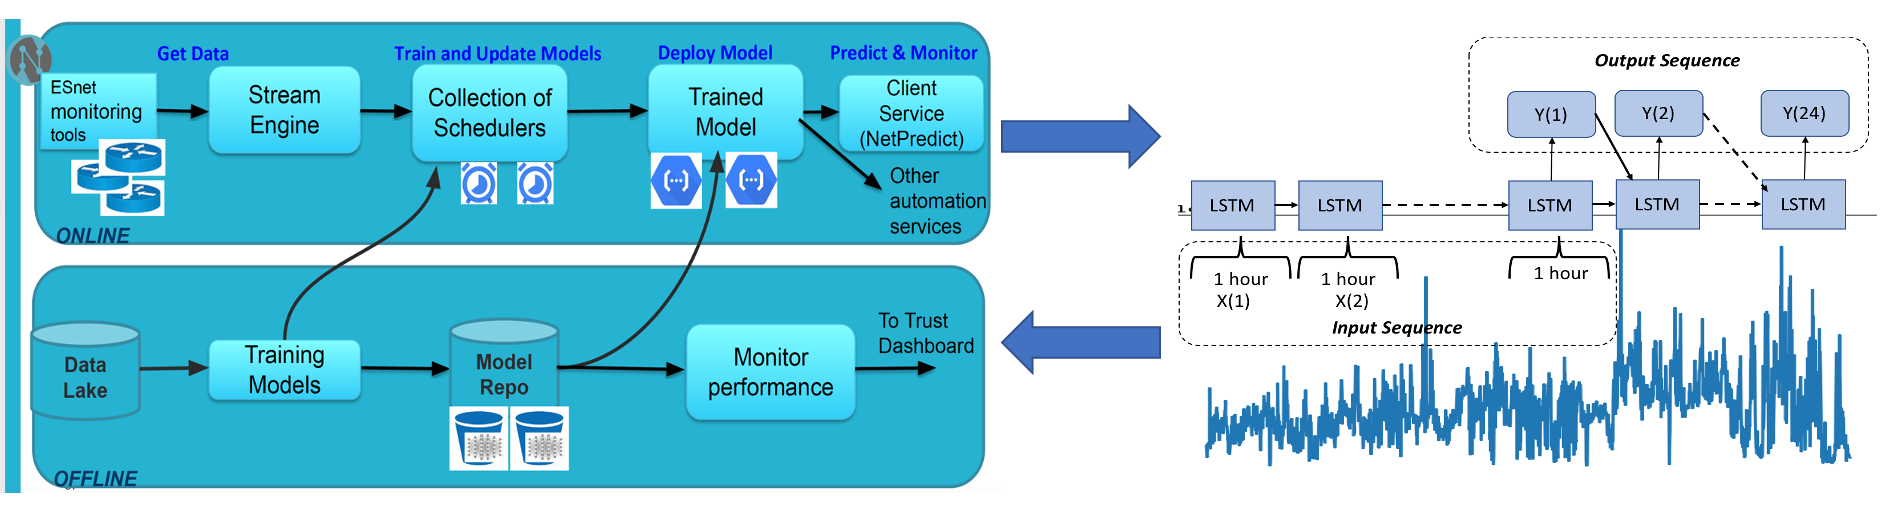 Get Data
Train and Update Models
Deploy Model
Predict & Monitor
ESnet
monitoring
tools
Stream
Engine
Collection of
Schedulers
Trained
Model
Client
Service
(NetPredict)
Other
automation
services
ONLINE
Data
Lake
Training
Models
Model
Repo
Monitor
performance
To Trust
Dashboard
OFFLINE
Output Sequence
Y(1)
Y(2)
Y(24)
LSTM
LSTM
LSTM
LSTM
LSTM
1 hour
X(1)
1 hour
X(2)
1 hour
Input Sequence